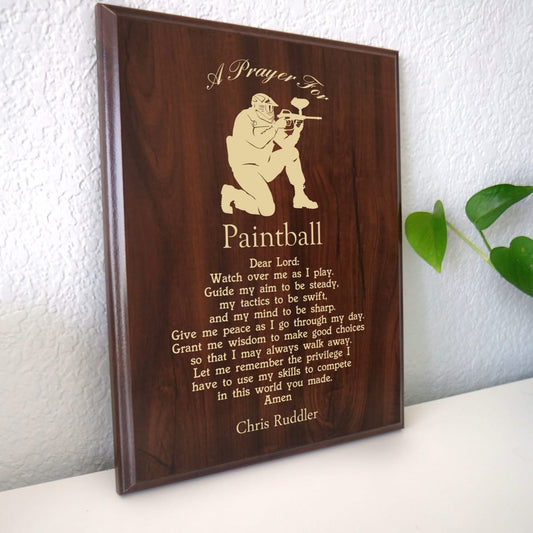 A Prayer For
Paintball
Dear Lord:
Watch over me as I play.
Guide my aim to be steady,
my tactics to be swift,
and my mind to be sharp.
Give me peace as I go through my day.
Grant me wisdom to make good choices
so that I may always walk away.
Let me remember the privilege I
have to use my skills to compete
in this world you made.
Amen
Chris Ruddler